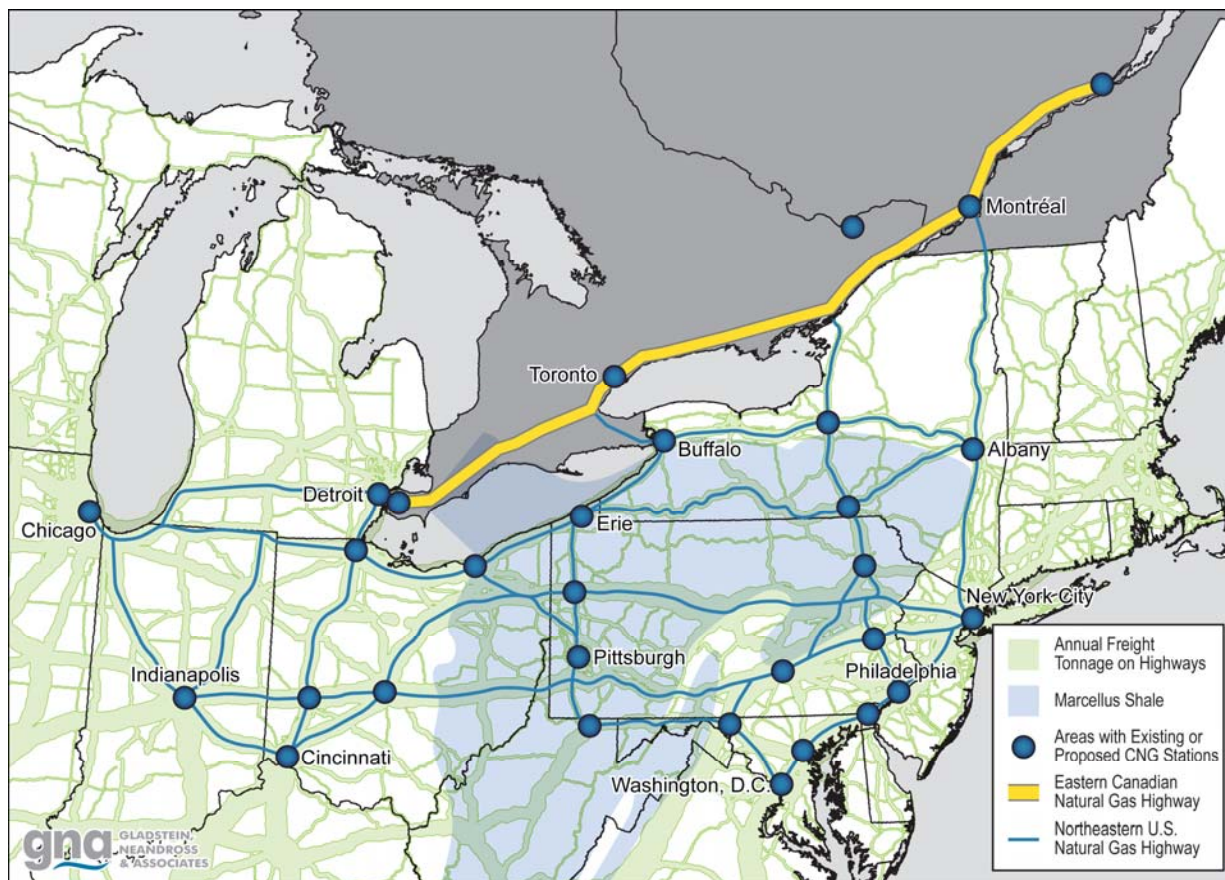 Montréal
Toronto
Buffalo
Albany
Detroit
Chicago
Erie
New York City
Pittsburgh
Indianapolis
Philadelphia
Cincinnati
Washington, D.C.
Annual Freight
Tonnage on Highways
Marcellus Shale
Areas with Existing or
Proposed CNG Stations
Eastern Canadian
Natural Gas Highway
Northeastern U.S.
Natural Gas Highway
gna
GLADSTEIN,
NEANDROSS
& ASSOCIATES